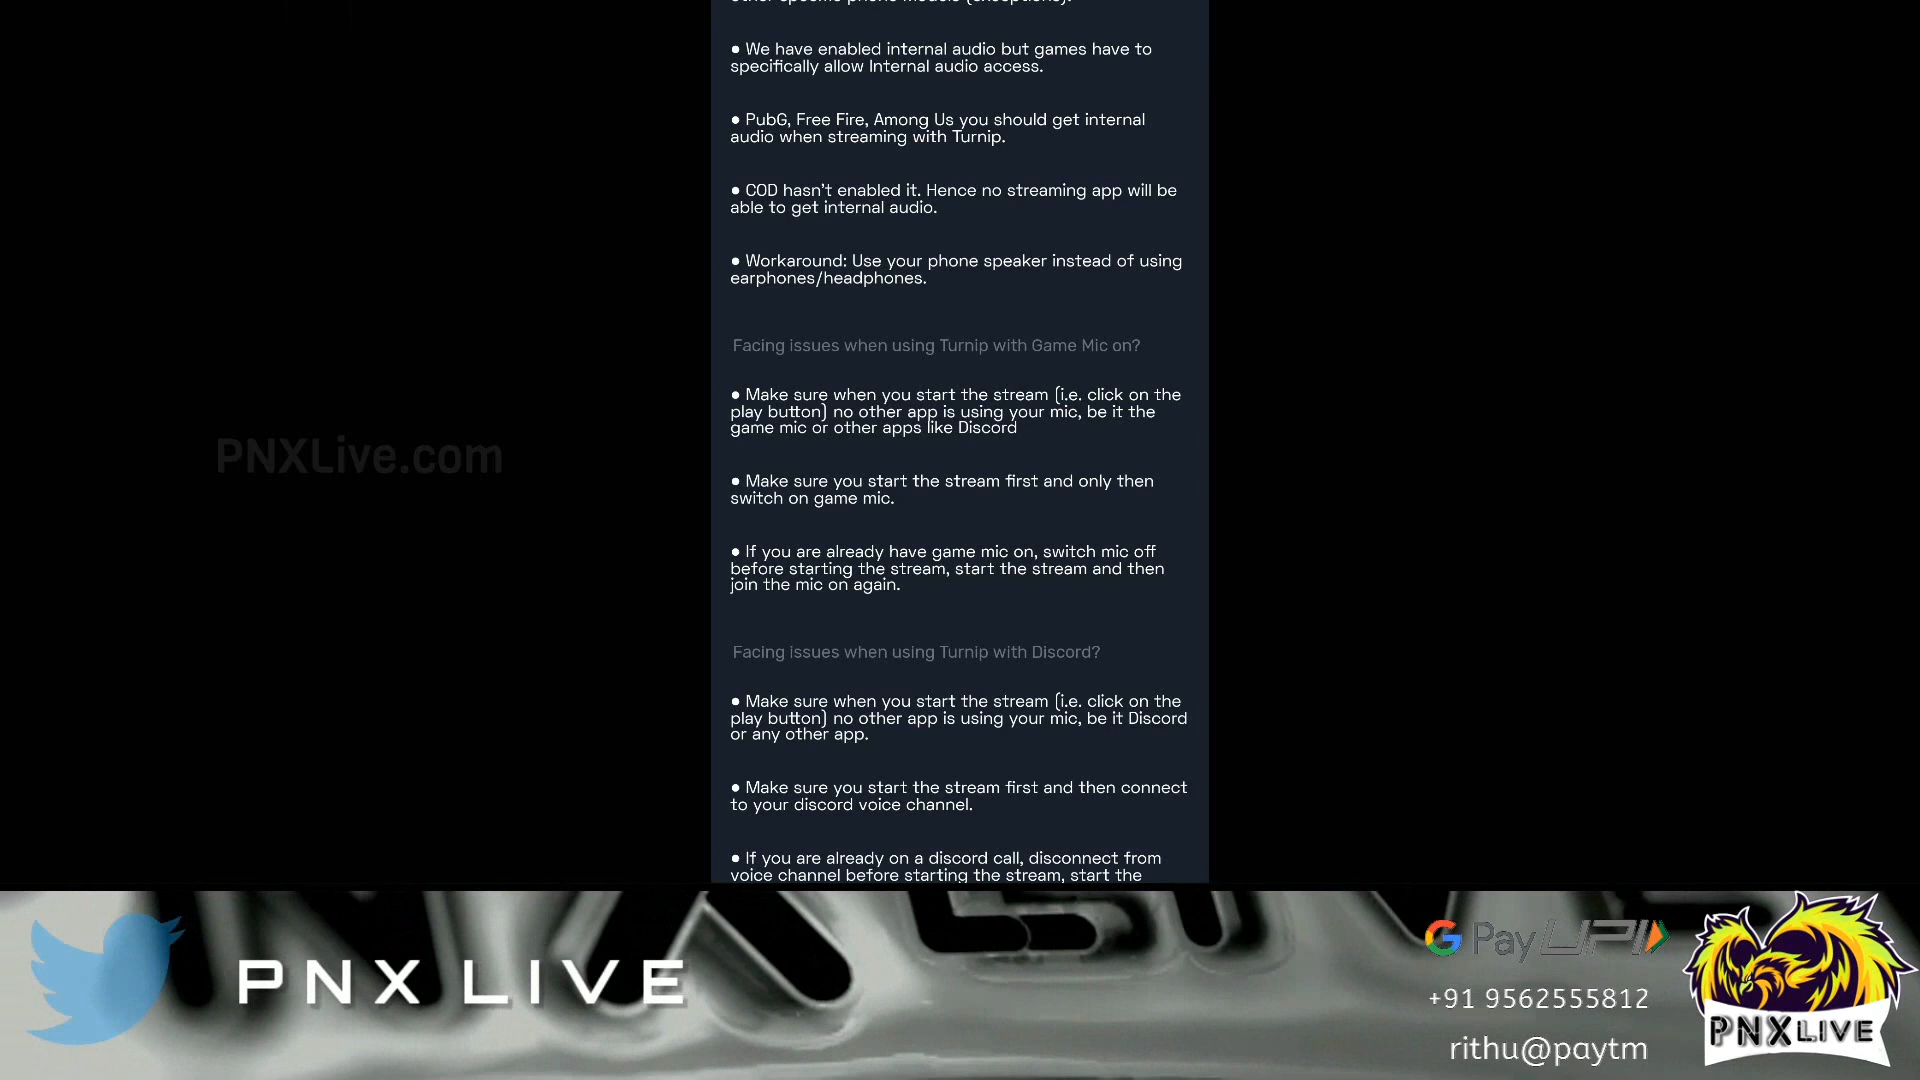 ● We have enabled internal audio but games have to
specifically allow Internal audio access.
● PubG, Free Fire, Among Us you should get internal
audio when streaming with Turnip.
● COD hasn't enabled it. Hence no streaming app will be
able to get internal audio.
● Workaround: Use your phone speaker instead of using
earphones/headphones.
Facing issues when using Turnip with Game Mic on?
● Make sure when you start the stream (i.e. click on the
play button) no other app is using your mic, be it the
game mic or other apps like Discord
PNXLive.com
● Make sure you start the stream first and only then
switch on game mic.
● If you are already have game mic on, switch mic off
before starting the stream, start the stream and then
join the mic on again.
Facing issues when using Turnip with Discord?
● Make sure when you start the stream (i.e. click on the
play button) no other app is using your mic, be it Discord
or any other app.
● Make sure you start the stream first and then connect
to your discord voice channel.
● If you are already on a discord call, disconnect from
voice channel before starting the stream, start the
PNX LIVE
G Pay UPI
+91 9562555812
rithu@paytm
PNXLIVE